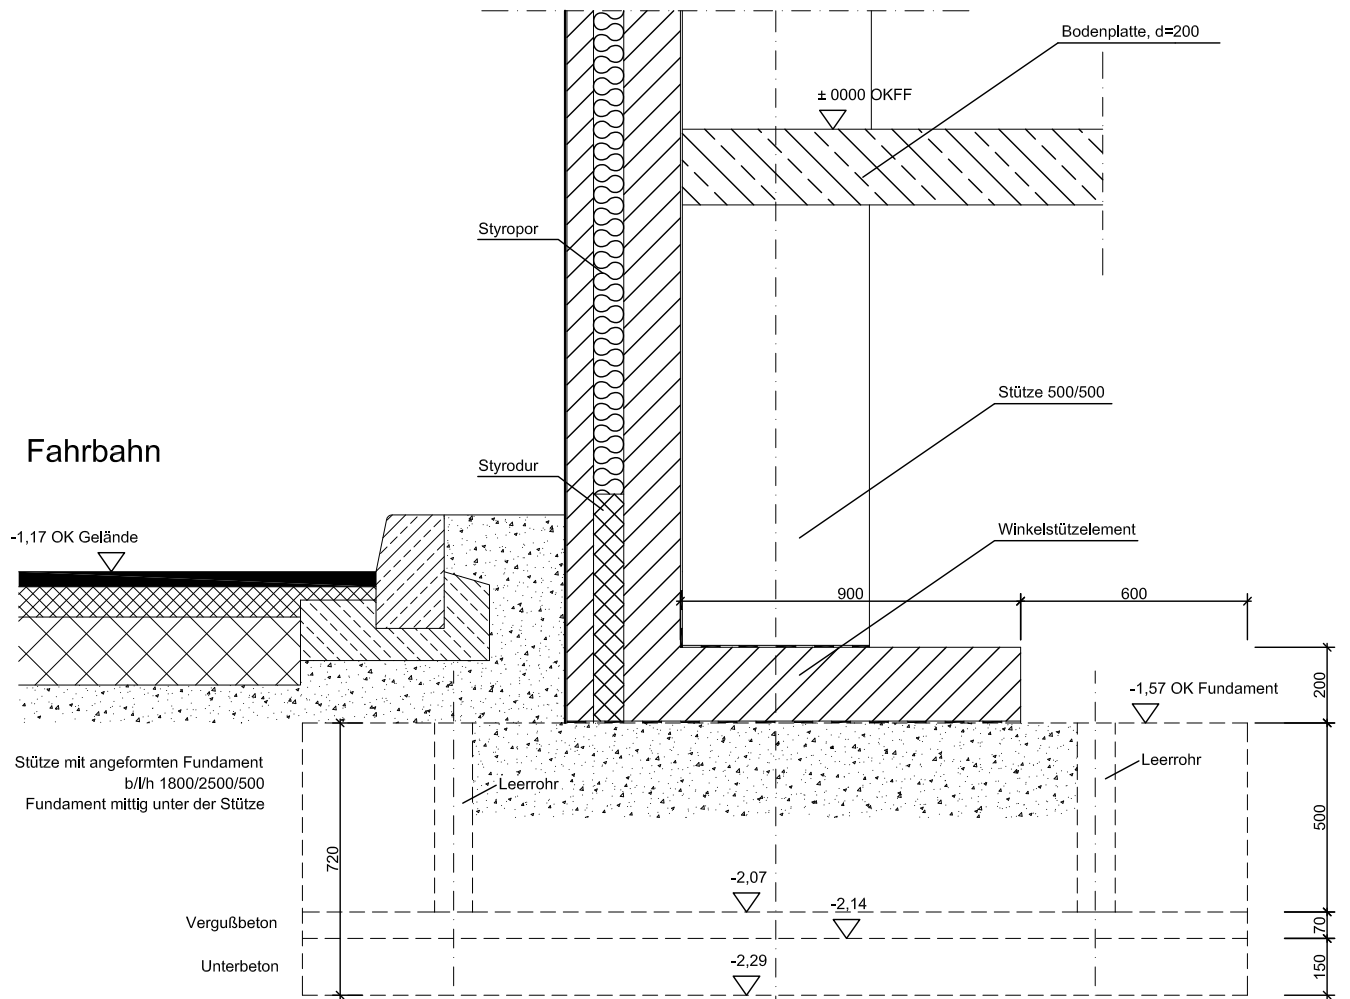 Bodenplatte, d=200
± 0000 OKFF
Styropor
Stütze 500/500
Fahrbahn
Styrodur
-1,17 OK Gelände
Winkelstützelement
900
600
200
-1,57 OK Fundament
Stütze mit angeformten Fundament
b/l/h 1800/2500/500
Fundament mittig unter der Stütze
Leerrohr
Leerrohr
500
720
-2,07
-2,14
Vergußbeton
70
Unterbeton
-2,29
150